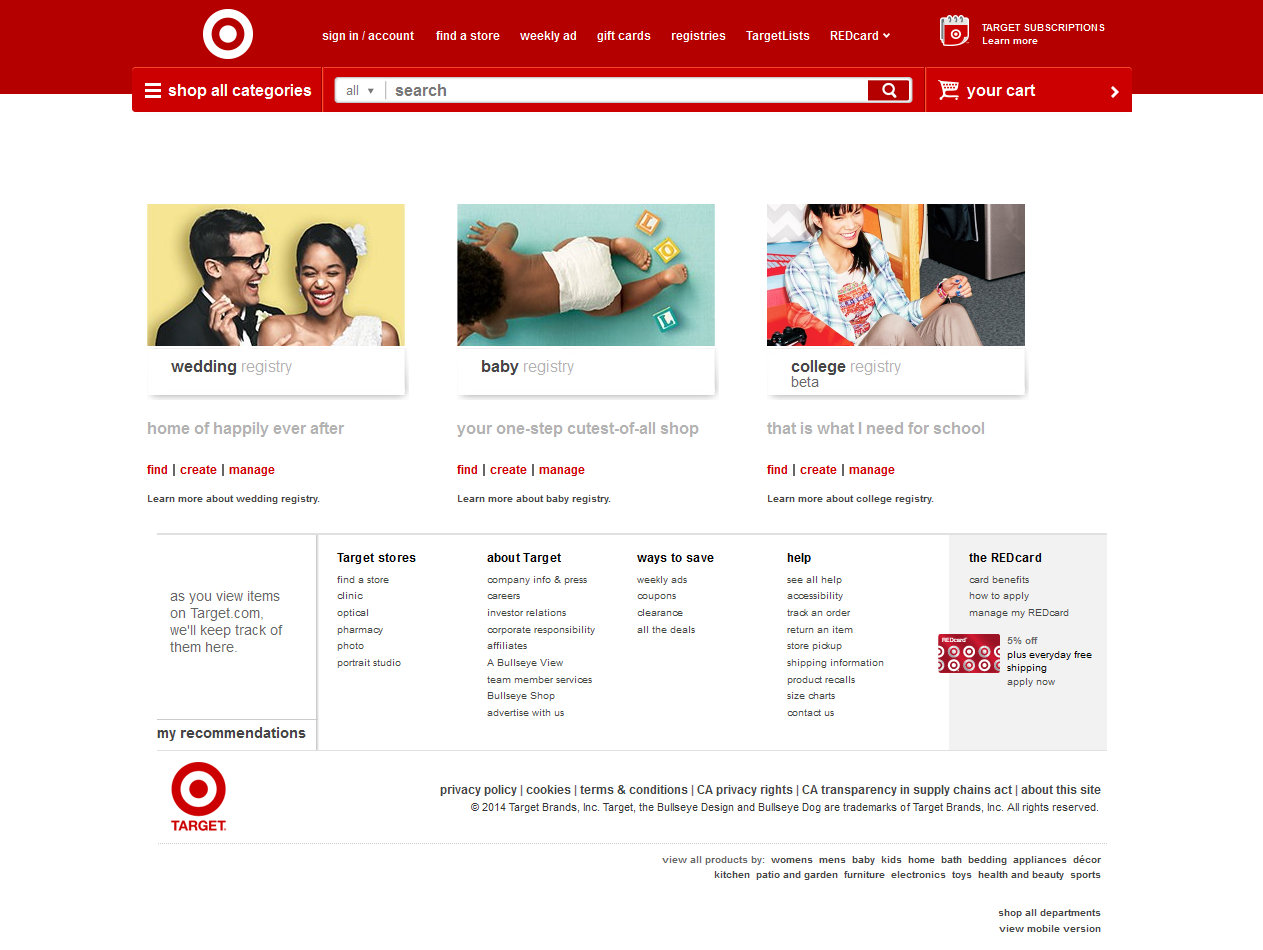 sign in / account find a store weekly ad gift cards registries TargetLists REDcard
TARGET SUBSCRIPTIONS
Learn more
shop all categories all search your cart
L O L
wedding registry
home of happily ever after
find | create | manage
Learn more about wedding registry.
baby registry
your one-step cutest-of-all shop
find | create | manage
Learn more about baby registry.
college registry
beta
that is what I need for school
find | create | manage
Learn more about college registry.
as you view items
on Target.com,
we'll keep track of
them here.
my recommendations
Target stores
find a store
clinic
optical
pharmacy
photo
portrait studio
about Target
company info & press
careers
investor relations
corporate responsibility
affiliates
A Bullseye View
team member services
Bullseye Shop
advertise with us
ways to save
weekly ads
coupons
clearance
all the deals
help
see all help
accessibility
track an order
return an item
store pickup
shipping information
product recalls
size charts
contact us
the REDcard
card benefits
how to apply
manage my REDcard
REDcard
5% off
plus everyday free
shipping
apply now
TARGET
privacy policy | cookies | terms & conditions | CA privacy rights | CA transparency in supply chains act | about this site
© 2014 Target Brands, Inc. Target, the Bullseye Design and Bullseye Dog are trademarks of Target Brands, Inc. All rights reserved.
view all products by: womens mens baby kids home bath bedding appliances décor
kitchen patio and garden furniture electronics toys health and beauty sports
shop all departments
view mobile version